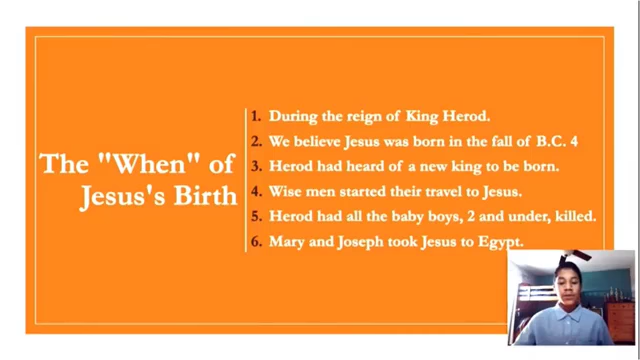 The "When" of
Jesus's Birth
1. During the reign of King Herod.
2. We believe Jesus was born in the fall of B.C. 4
3. Herod had heard of a new king to be born.
4. Wise men started their travel to Jesus.
5. Herod had all the baby boys, 2 and under, killed.
6. Mary and Joseph took Jesus to Egypt.